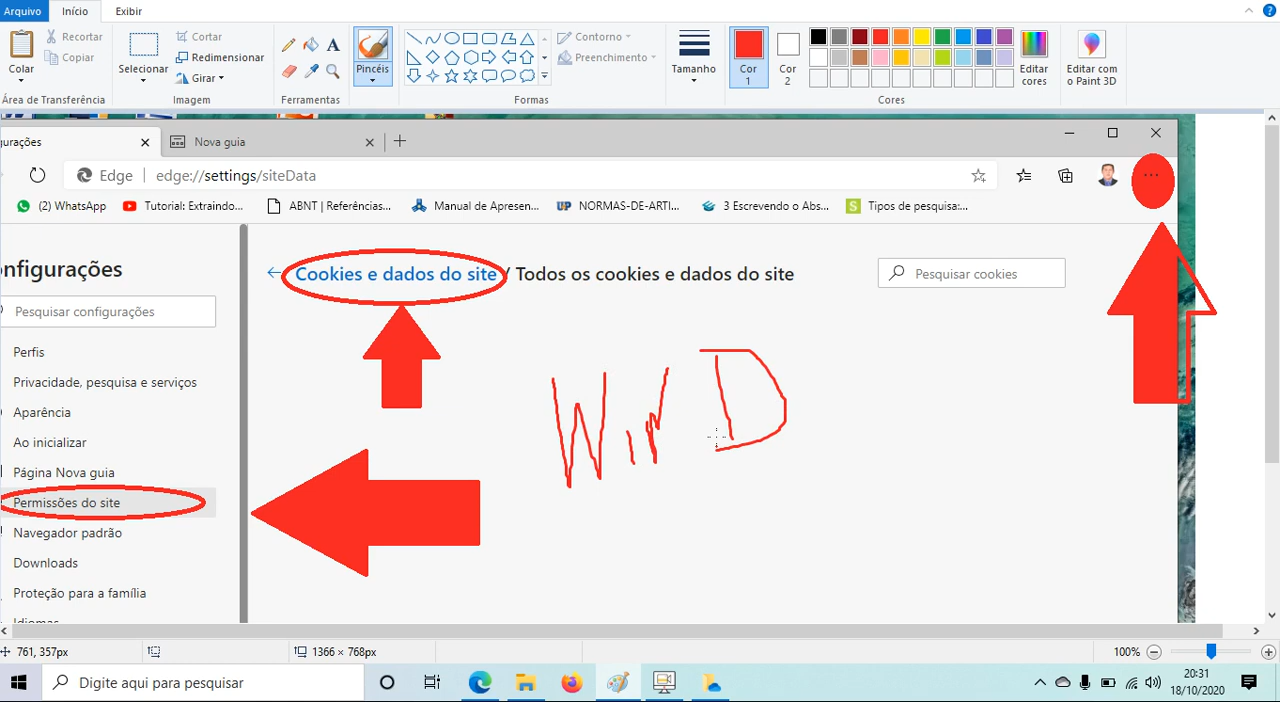 Arquivo Início Exibir
Colar
Recortar
Copiar
Área de Transferência
Selecionar
Cortar
Redimensionar
Girar
Imagem
A
Ferramentas
Pincéis
Contorno
Preenchimento
Formas
Tamanho
Cor 1
Cor 2
Cores
Editar cores
Editar com o Paint 3D
urações Nova guia
Edge edge://settings/siteData
(2) WhatsApp Tutorial: Extraindo... ABNT | Referências... Manual de Apresen... UP NORMAS-DE-ARTI... 3 Escrevendo o Abs... S Tipos de pesquisa:...
nfigurações
Pesquisar configurações
Perfis
Privacidade, pesquisa e serviços
Aparência
Ao inicializar
Página Nova guia
Permissões do site
Navegador padrão
Downloads
Proteção para a família
Idiomas
Cookies e dados do site / Todos os cookies e dados do site
Pesquisar cookies
WIN D
761, 357px 1366 × 768px 100%
Digite aqui para pesquisar
20:31
18/10/2020